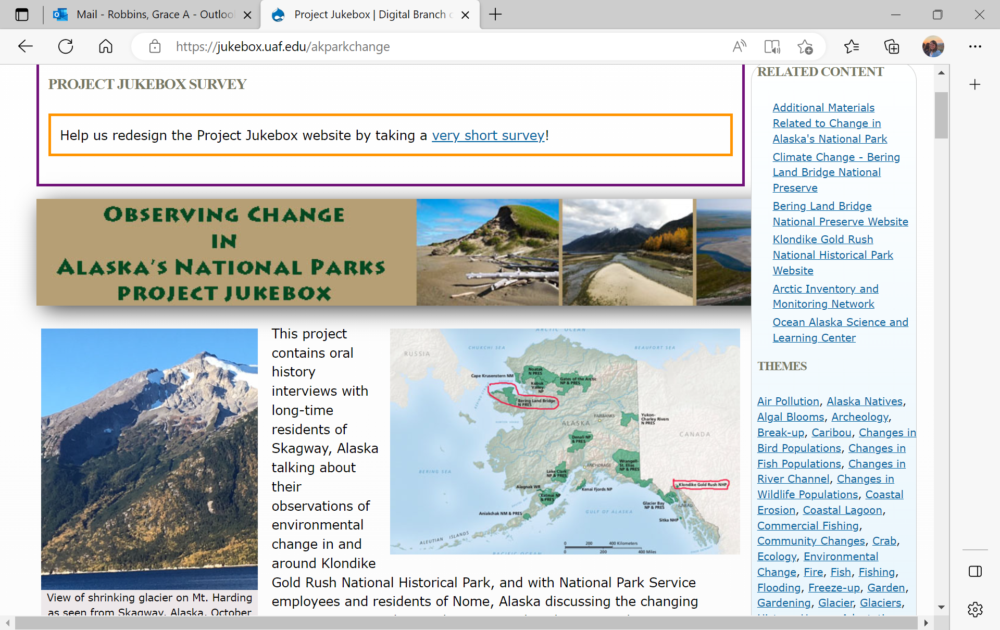 Mail - Robbins, Grace A - Outloo
Project Jukebox | Digital Branch
https://jukebox.uaf.edu/akparkchange
PROJECT JUKEBOX SURVEY
Help us redesign the Project Jukebox website by taking a very short survey!
OBSERVING CHANGE
IN
ALASKA'S NATIONAL PARKS
PROJECT JUKEBOX
View of shrinking glacier on Mt. Harding
as seen from Skagway, Alaska, October
This project
contains oral
history
interviews with
long-time
residents of
Skagway, Alaska
talking about
their
observations of
environmental
change in and
around Klondike
Gold Rush National Historical Park, and with National Park Service
employees and residents of Nome, Alaska discussing the changing
ARCTIC OCEAN
CHUKCHI SEA
BEAUFORT SEA
RUSSIA
Cape Krusenstern NM
Noatak
N PRES
Kobuk
Valley
NP
Gates of the Arctic
NP & PRES
Bering Land Bridge
N PRES
NORTON SOUND
FAIRBANKS
Yukon-
Charley Rivers
N PRES
ALASKA
CANADA
Denali NP
& PRES
ANCHORAGE
Wrangell-
St. Elias
NP & PRES
BERING SEA
Lake Clark
NP & PRES
Alagnak WR
Katmai NP
& PRES
Kenai Fjords NP
Klondike Gold Rush NHP
Glacier Bay
NP & PRES
JUNEAU
Aniakchak NM & PRES
GULF OF ALASKA
Sitka NHP
ALEUTIAN ISLANDS
0 200 400 Kilometers
0 200 400 Miles
PACIFIC OCEAN
RELATED CONTENT
Additional Materials
Related to Change in
Alaska's National Park
Climate Change - Bering
Land Bridge National
Preserve
Bering Land Bridge
National Preserve Website
Klondike Gold Rush
National Historical Park
Website
Arctic Inventory and
Monitoring Network
Ocean Alaska Science and
Learning Center
THEMES
Air Pollution, Alaska Natives,
Algal Blooms, Archeology,
Break-up, Caribou, Changes in
Bird Populations, Changes in
Fish Populations, Changes in
River Channel, Changes in
Wildlife Populations, Coastal
Erosion, Coastal Lagoon,
Commercial Fishing,
Community Changes, Crab,
Ecology, Environmental
Change, Fire, Fish, Fishing,
Flooding, Freeze-up, Garden,
Gardening, Glacier, Glaciers,